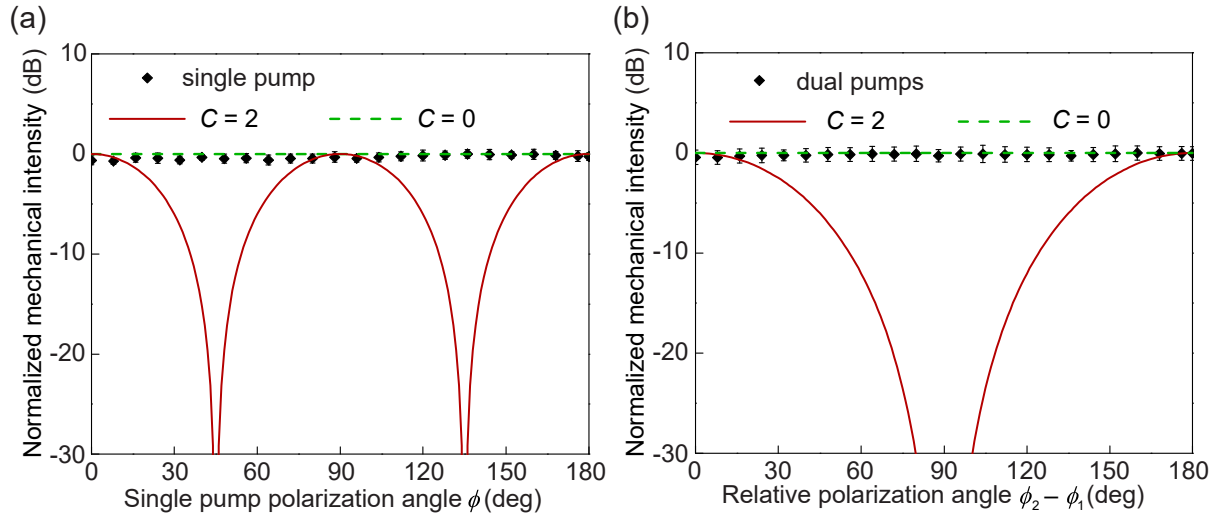 (a)
10
0
-10
-20
-30
Normalized mechanical intensity (dB)
single pump
C = 2
C = 0
0 30 60 90 120 150 180
Single pump polarization angle ϕ (deg)
(b)
10
0
-10
-20
-30
Normalized mechanical intensity (dB)
dual pumps
C = 2
C = 0
0 30 60 90 120 150 180
Relative polarization angle ϕ₂ – ϕ₁ (deg)